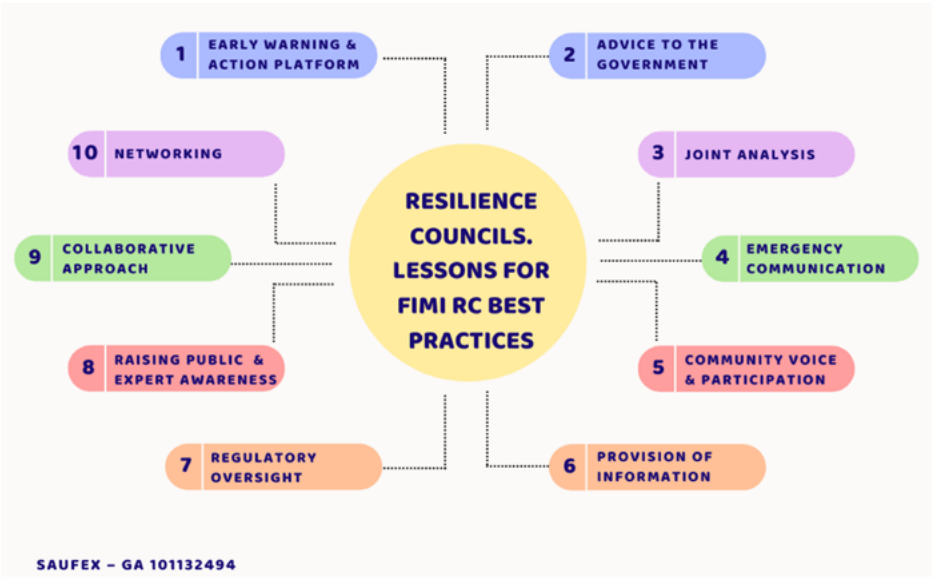 1 EARLY WARNING &
ACTION PLATFORM
2 ADVICE TO THE
GOVERNMENT
10 NETWORKING
3 JOINT ANALYSIS
RESILIENCE
COUNCILS.
LESSONS FOR
FIMI RC BEST
PRACTICES
9 COLLABORATIVE
APPROACH
4 EMERGENCY
COMMUNICATION
8 RAISING PUBLIC &
EXPERT AWARENESS
5 COMMUNITY VOICE
& PARTICIPATION
7 REGULATORY
OVERSIGHT
6 PROVISION OF
INFORMATION
SAUFEX – GA 101132494